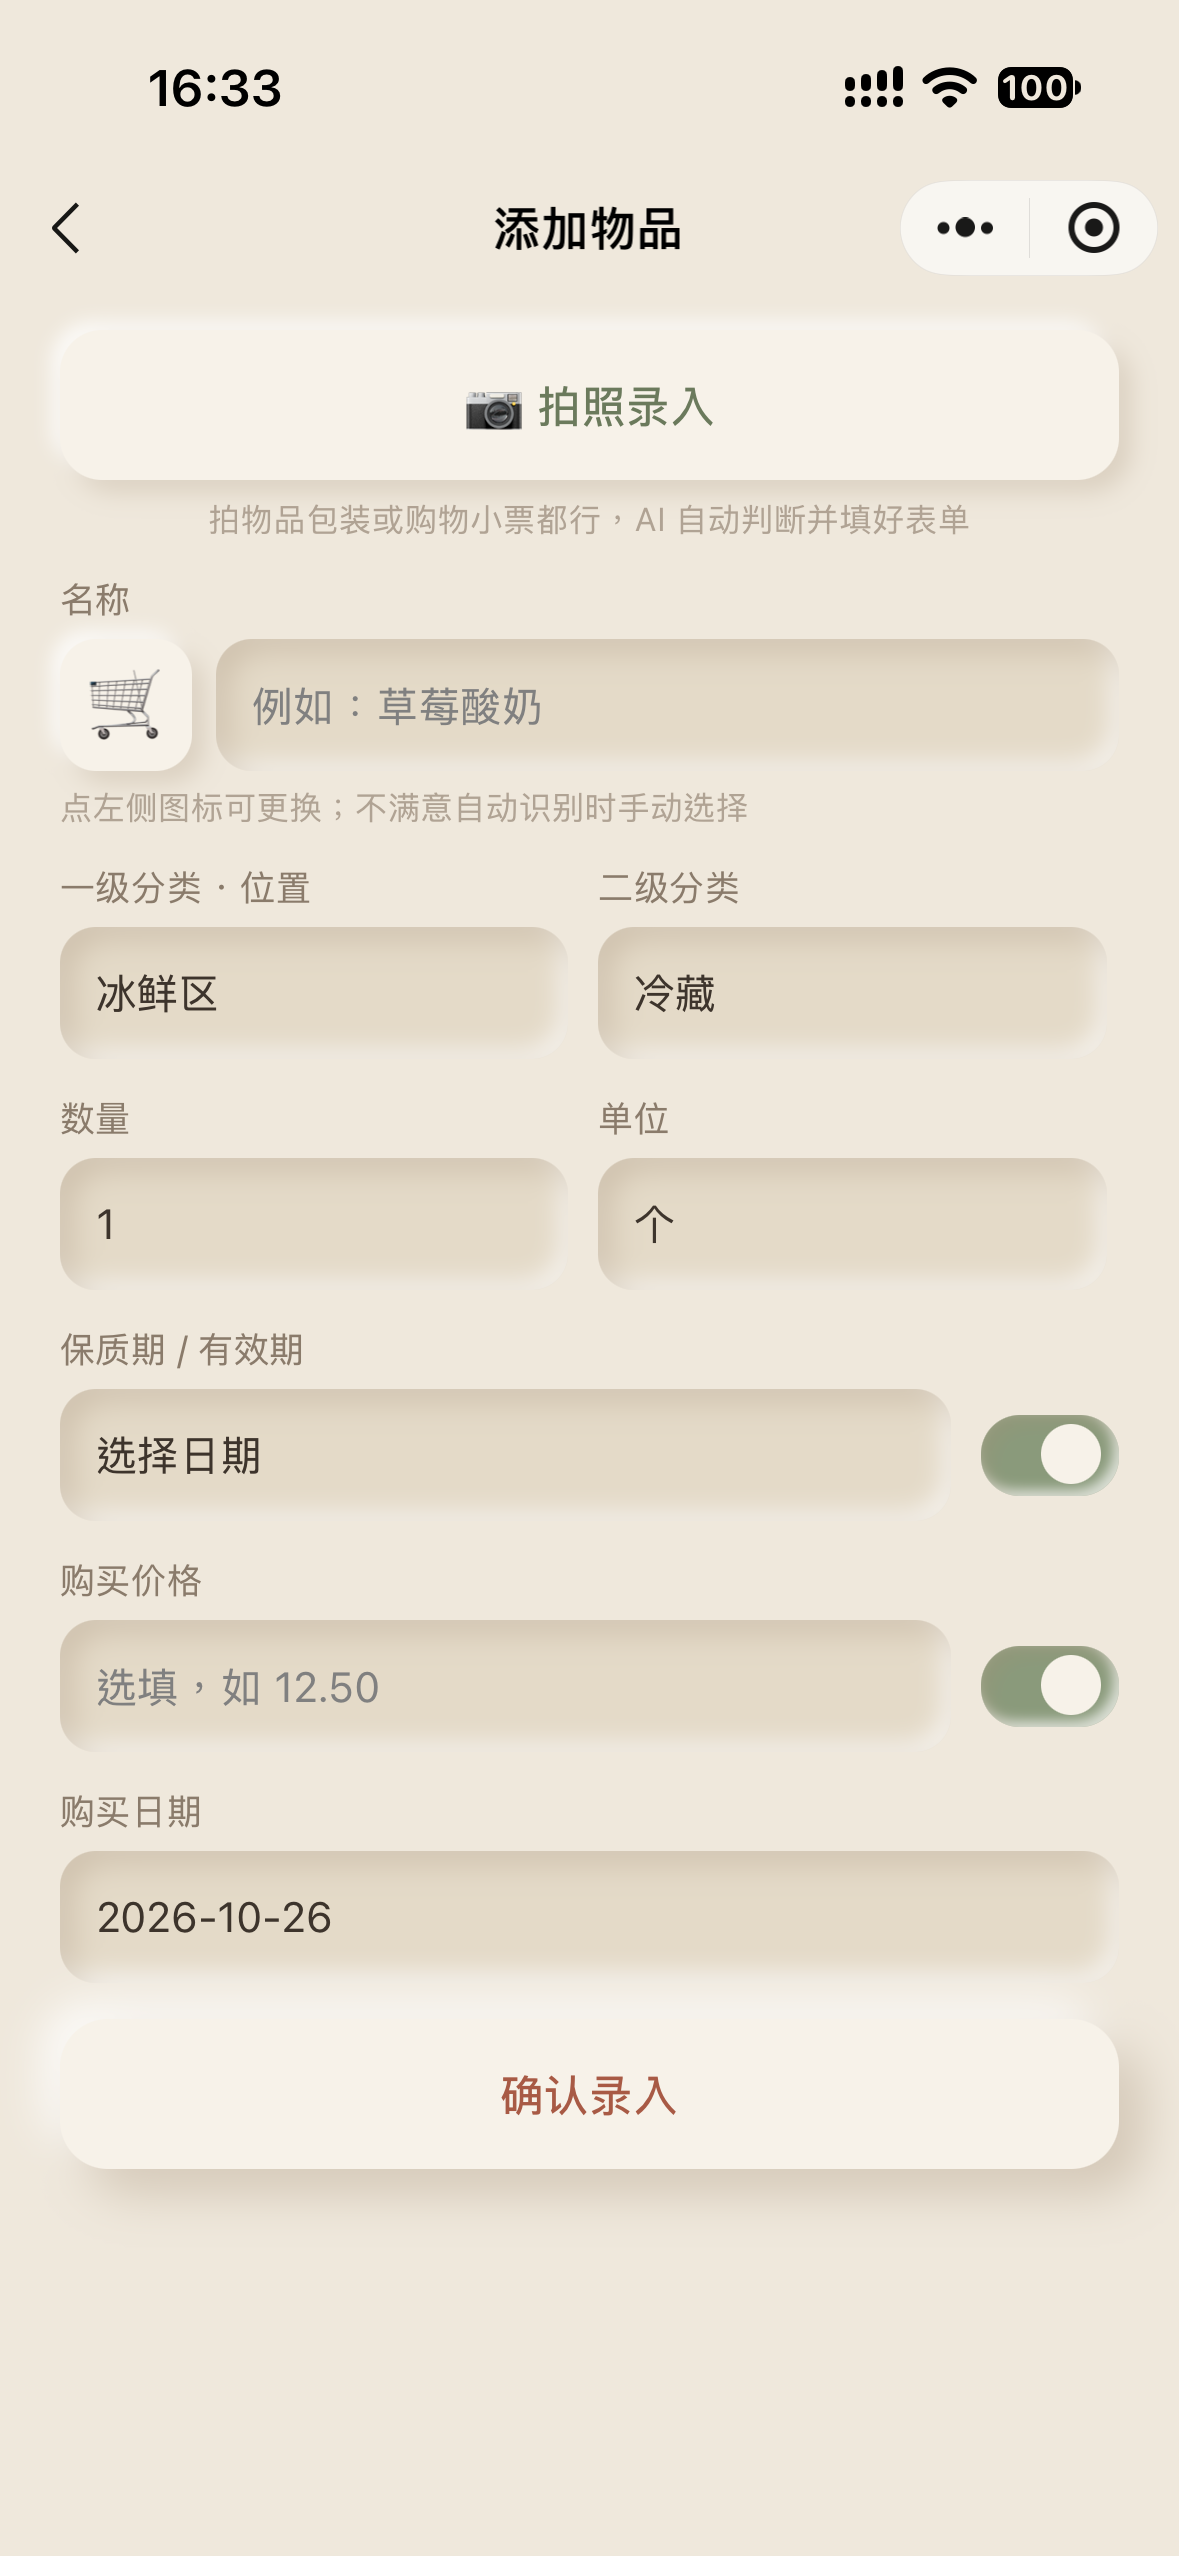 16:33
100
添加物品
拍照录入
拍物品包装或购物小票都行，AI 自动判断并填好表单
名称
例如：草莓酸奶
点左侧图标可更换；不满意自动识别时手动选择
一级分类 · 位置
二级分类
冰鲜区
冷藏
数量
单位
1
个
保质期 / 有效期
选择日期
购买价格
选填，如 12.50
购买日期
2026-10-26
确认录入